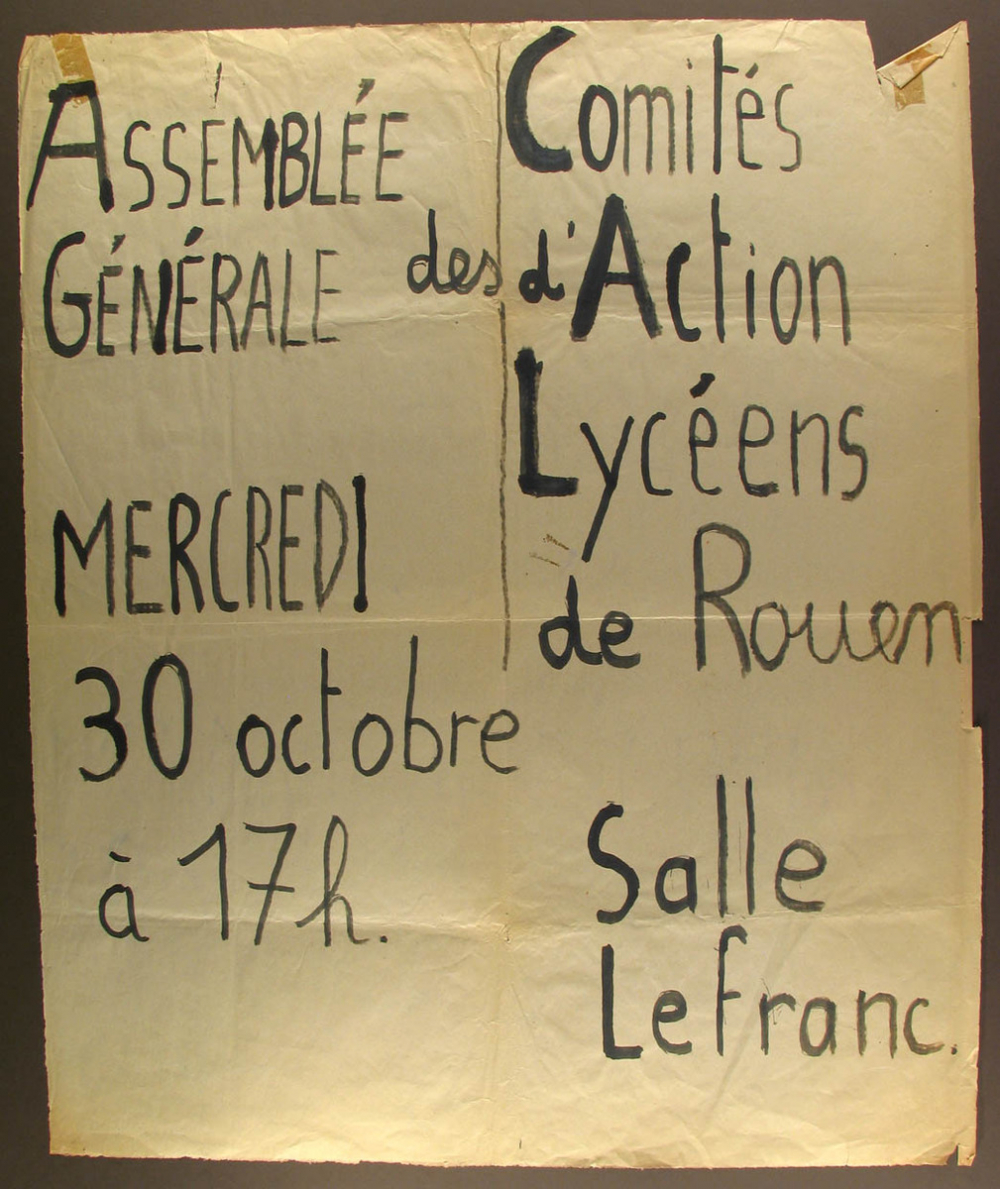 ASSEMBLÉE
GÉNÉRALE
des
Comités
d'Action
Lycéens
de Rouen
MERCREDI
30 octobre
à 17h.
Salle
Lefranc.